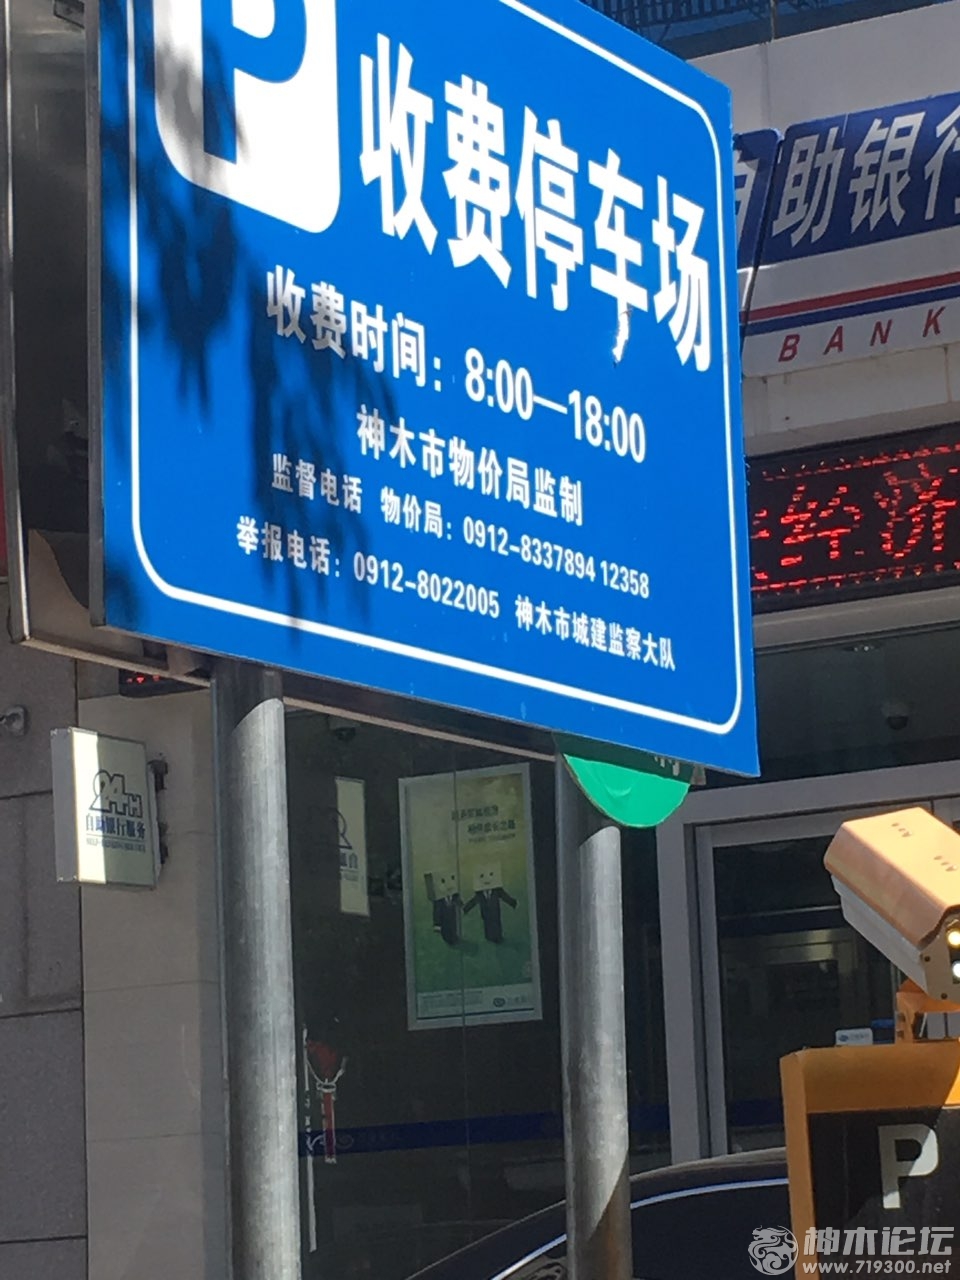 P
收费停车场
收费时间：8:00—18:00
神木市物价局监制
监督电话 物价局：0912-8337894 12358
举报电话：0912-8022005 神木市城建监察大队
自助银行
BANK
经济
24H
自助银行服务
P
神木论坛
www.719300.net